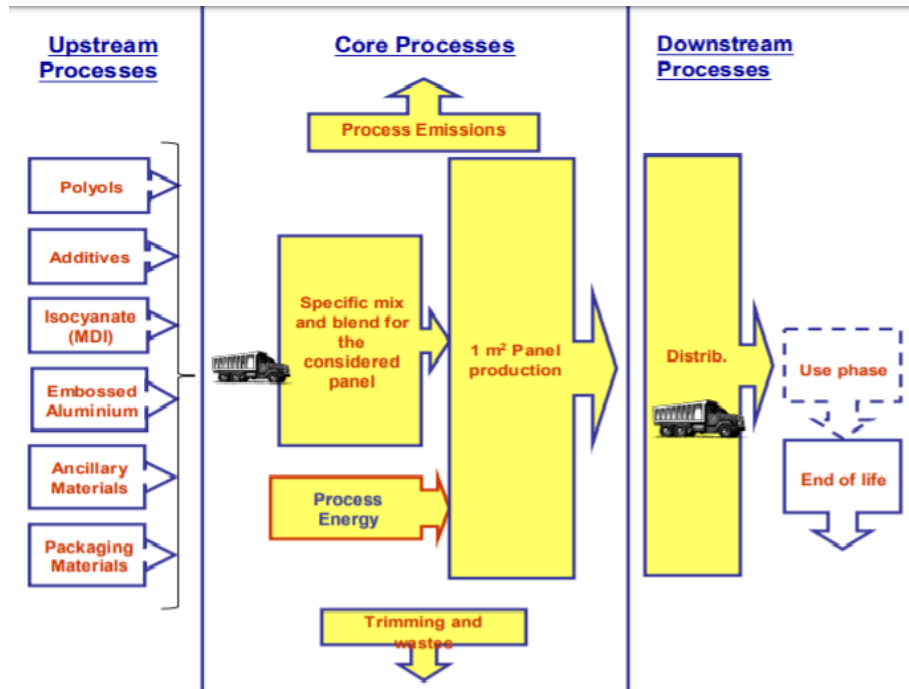 Upstream
Processes
Core Processes
Downstream
Processes
Process Emissions
Polyols
Additives
Isocyanate
(MDI)
Embossed
Aluminium
Ancillary
Materials
Packaging
Materials
Specific mix
and blend for
the
considered
panel
Process
Energy
1 m² Panel
production
Trimming and
wastes
Distrib.
Use phase
End of life